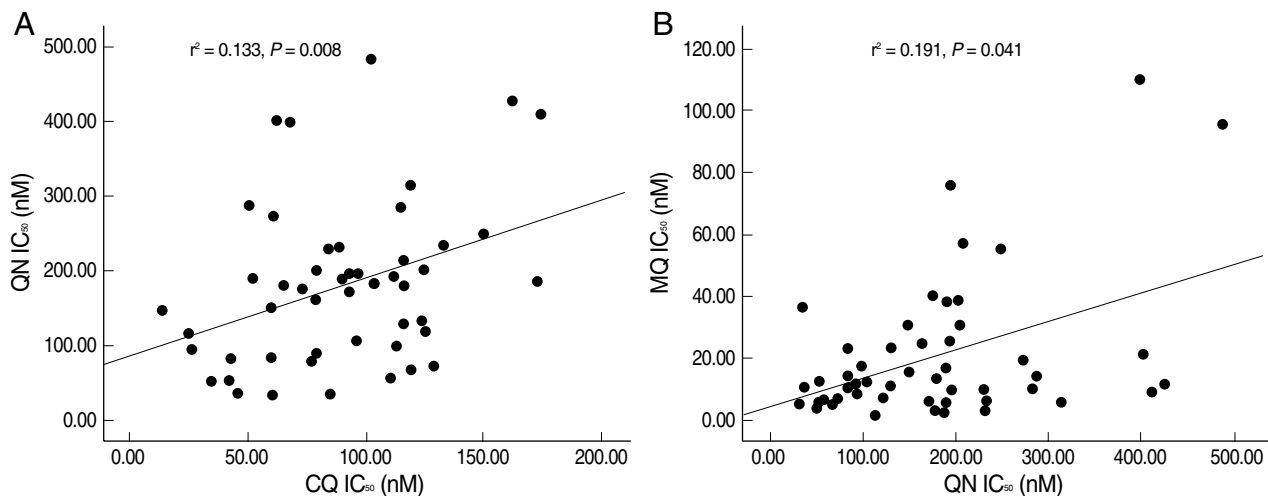 A
r² = 0.133, P = 0.008
QN IC₅₀ (nM)
500.00
400.00
300.00
200.00
100.00
0.00
0.00 50.00 100.00 150.00 200.00
CQ IC₅₀ (nM)
B
r² = 0.191, P = 0.041
MQ IC₅₀ (nM)
120.00
100.00
80.00
60.00
40.00
20.00
0.00
0.00 100.00 200.00 300.00 400.00 500.00
QN IC₅₀ (nM)